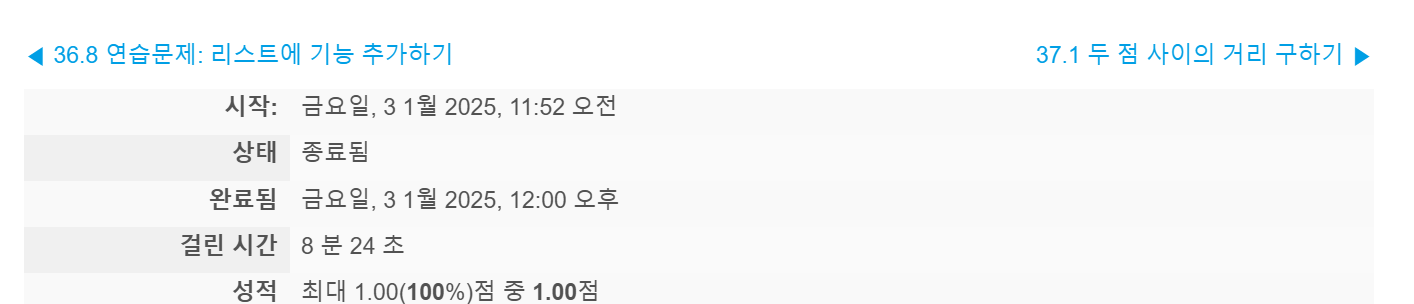 ◀ 36.8 연습문제: 리스트에 기능 추가하기 37.1 두 점 사이의 거리 구하기 ▶
시작: 금요일, 3 1월 2025, 11:52 오전
상태 종료됨
완료됨 금요일, 3 1월 2025, 12:00 오후
걸린 시간 8 분 24 초
성적 최대 1.00(100%)점 중 1.00점